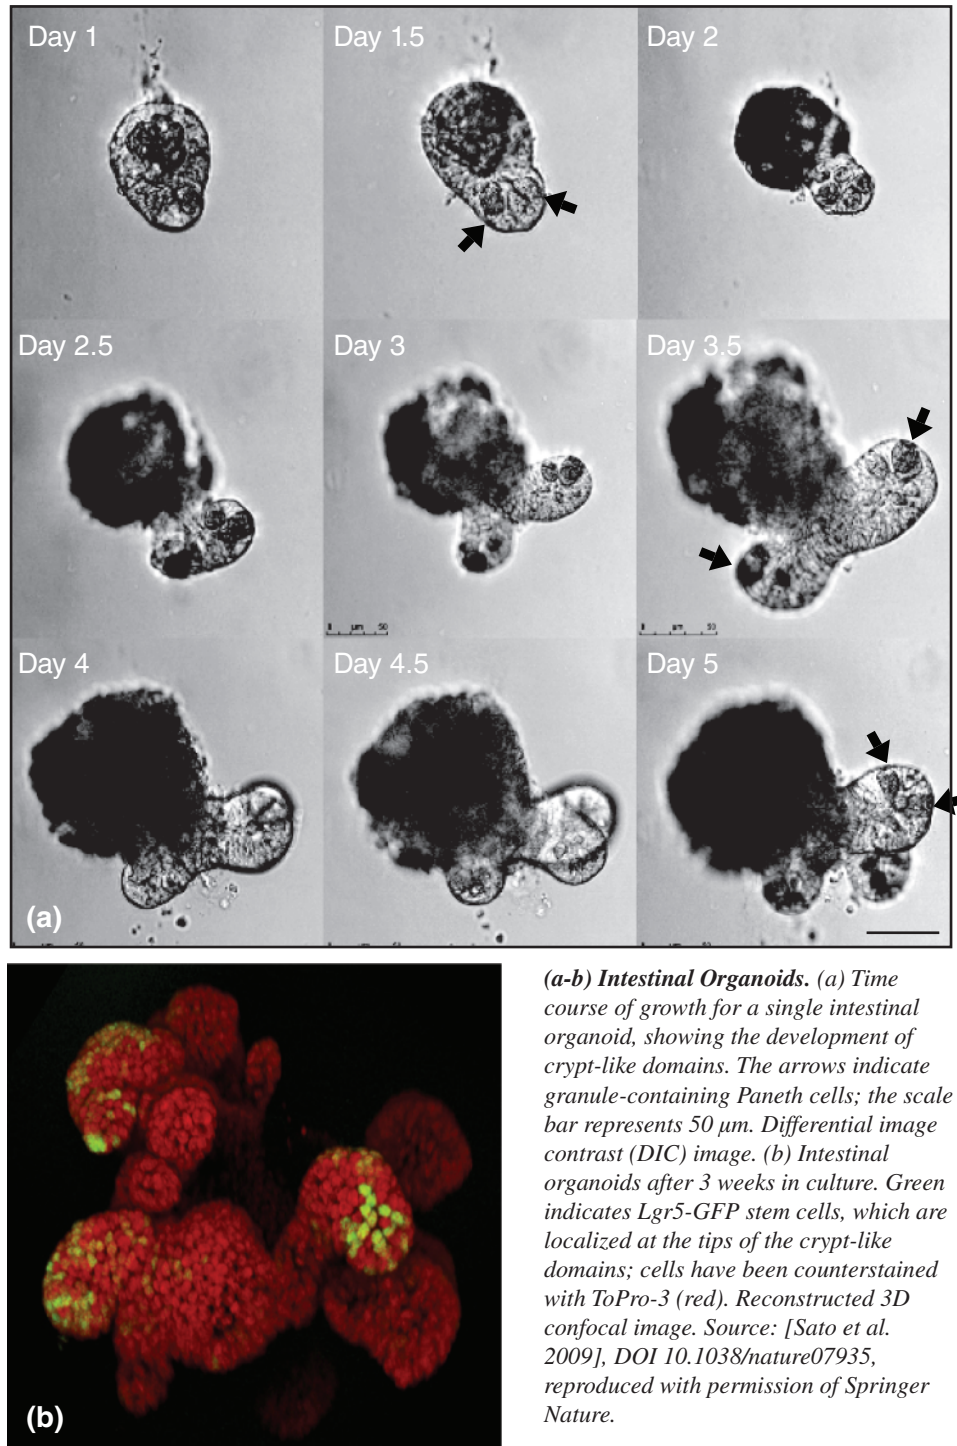 Day 1
Day 1.5
Day 2
Day 2.5
Day 3
Day 3.5
µm 50
µm 50
Day 4
Day 4.5
Day 5
(a)
(b)
(a-b) Intestinal Organoids. (a) Time
course of growth for a single intestinal
organoid, showing the development of
crypt-like domains. The arrows indicate
granule-containing Paneth cells; the scale
bar represents 50 µm. Differential image
contrast (DIC) image. (b) Intestinal
organoids after 3 weeks in culture. Green
indicates Lgr5-GFP stem cells, which are
localized at the tips of the crypt-like
domains; cells have been counterstained
with ToPro-3 (red). Reconstructed 3D
confocal image. Source: [Sato et al.
2009], DOI 10.1038/nature07935,
reproduced with permission of Springer
Nature.